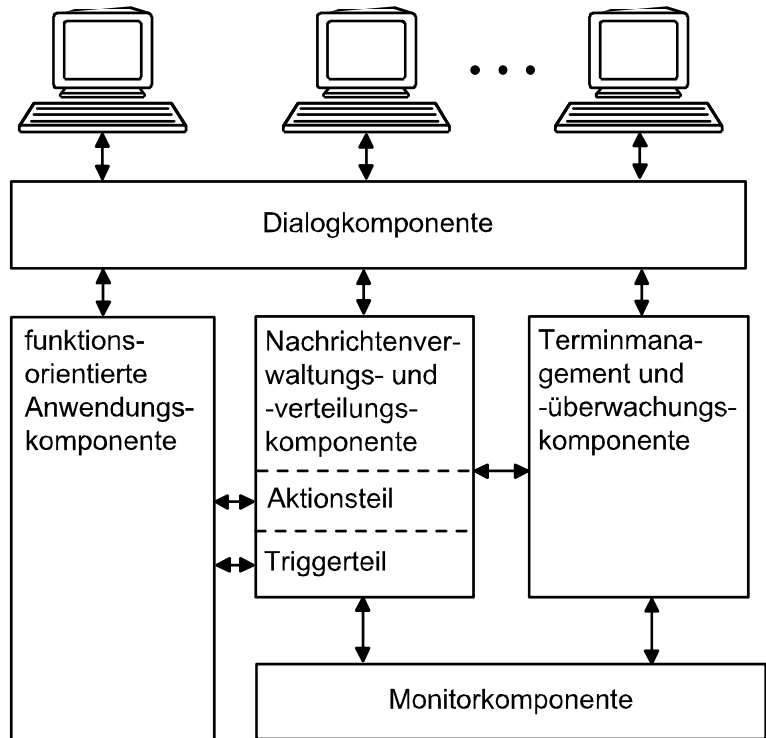 Dialogkomponente
funktions-
orientierte
Anwendungs-
komponente
Nachrichtenver-
waltungs- und
-verteilungs-
komponente
Aktionsteil
Triggerteil
Terminmana-
gement und
-überwachungs-
komponente
Monitorkomponente